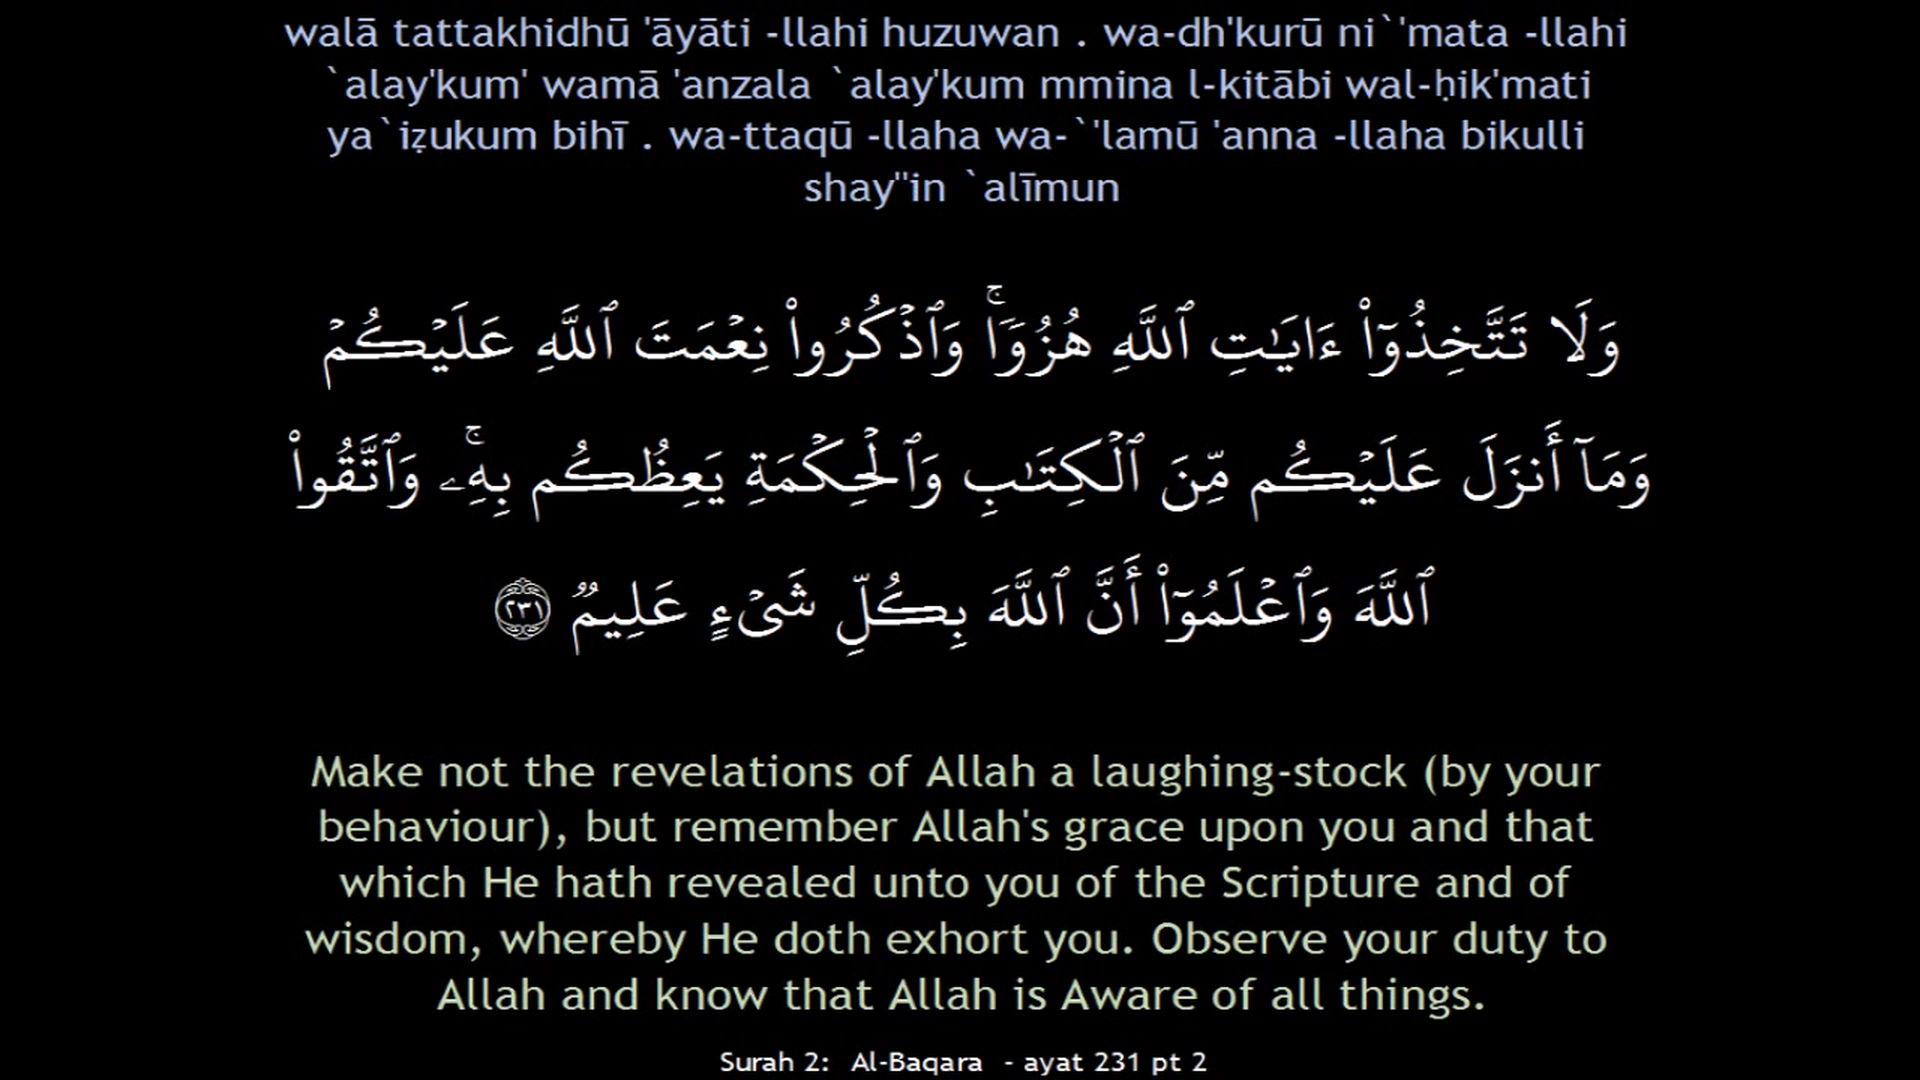 walā tattakhidhū 'āyāti -llahi huzuwan . wa-dh'kurū ni`'mata -llahi
`alay'kum' wamā 'anzala `alay'kum mmina l-kitābi wal-ḥik'mati
ya`iẓukum bihī . wa-ttaqū -llaha wa-`'lamū 'anna -llaha bikulli
shay''in `alīmun
وَلَا تَتَّخِذُوٓا۟ ءَايَـٰتِ ٱللَّهِ هُزُوًۭا ۚ وَٱذْكُرُوا۟ نِعْمَتَ ٱللَّهِ عَلَيْكُمْ
وَمَآ أَنزَلَ عَلَيْكُم مِّنَ ٱلْكِتَـٰبِ وَٱلْحِكْمَةِ يَعِظُكُم بِهِۦ ۚ وَٱتَّقُوا۟
ٱللَّهَ وَٱعْلَمُوٓا۟ أَنَّ ٱللَّهَ بِكُلِّ شَىْءٍ عَلِيمٌۭ ٢٣١
Make not the revelations of Allah a laughing-stock (by your
behaviour), but remember Allah's grace upon you and that
which He hath revealed unto you of the Scripture and of
wisdom, whereby He doth exhort you. Observe your duty to
Allah and know that Allah is Aware of all things.
Surah 2: Al-Baqara - ayat 231 pt 2